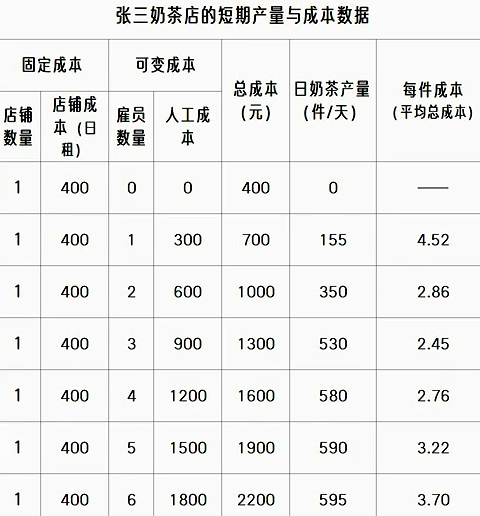 张三奶茶店的短期产量与成本数据
固定成本 可变成本 总成本（元） 日奶茶产量（件/天） 每件成本（平均总成本）
店铺数量 店铺成本（日租） 雇员数量 人工成本
1 400 0 0 400 0 ——
1 400 1 300 700 155 4.52
1 400 2 600 1000 350 2.86
1 400 3 900 1300 530 2.45
1 400 4 1200 1600 580 2.76
1 400 5 1500 1900 590 3.22
1 400 6 1800 2200 595 3.70